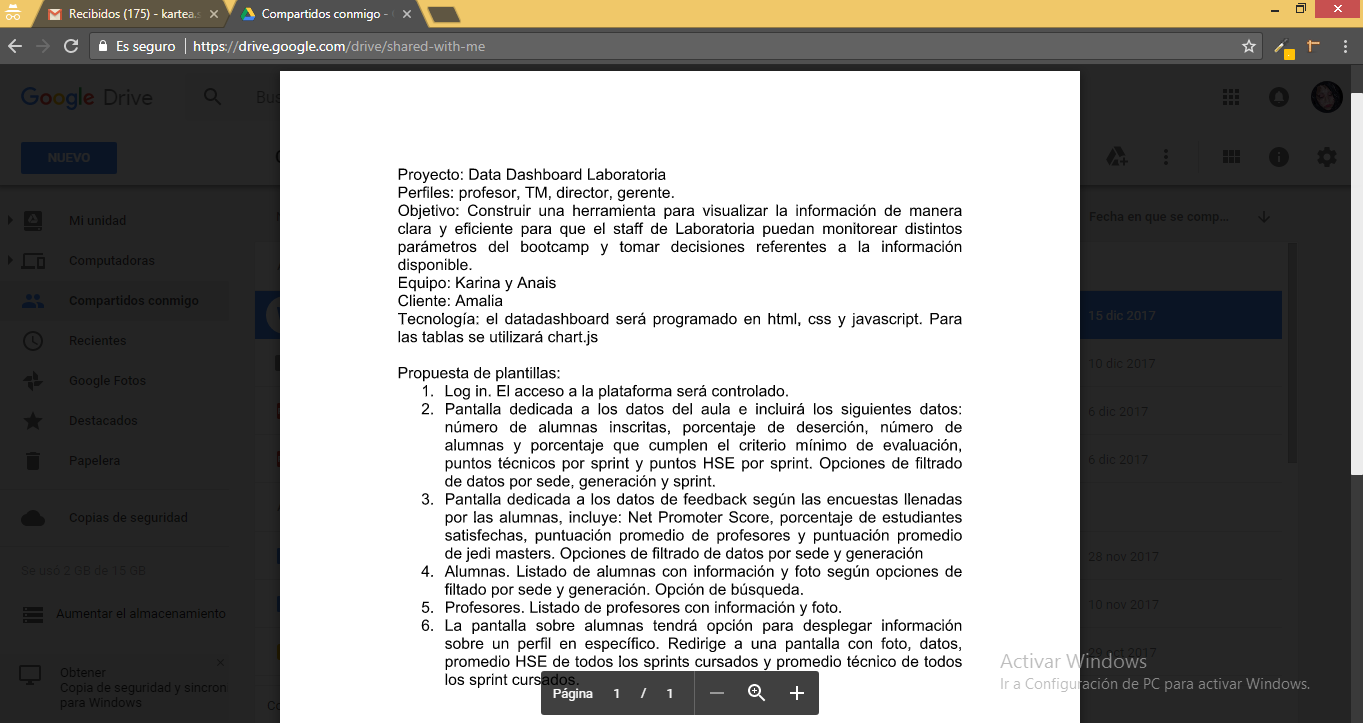 Recibidos (175) - kartea.s
Compartidos conmigo -
Es seguro
https://drive.google.com/drive/shared-with-me
Google Drive
Bus
NUEVO
Mi unidad
Computadoras
Compartidos conmigo
Recientes
Google Fotos
Destacados
Papelera
Copias de seguridad
Se usó 2 GB de 15 GB
Aumentar el almacenamiento
Obtener
Copia de seguridad y sincron
para Windows
Proyecto: Data Dashboard Laboratoria
Perfiles: profesor, TM, director, gerente.
Objetivo: Construir una herramienta para visualizar la información de manera
clara y eficiente para que el staff de Laboratoria puedan monitorear distintos
parámetros del bootcamp y tomar decisiones referentes a la información
disponible.
Equipo: Karina y Anais
Cliente: Amalia
Tecnología: el datadashboard será programado en html, css y javascript. Para
las tablas se utilizará chart.js
Propuesta de plantillas:
1. Log in. El acceso a la plataforma será controlado.
2. Pantalla dedicada a los datos del aula e incluirá los siguientes datos:
número de alumnas inscritas, porcentaje de deserción, número de
alumnas y porcentaje que cumplen el criterio mínimo de evaluación,
puntos técnicos por sprint y puntos HSE por sprint. Opciones de filtrado
de datos por sede, generación y sprint.
3. Pantalla dedicada a los datos de feedback según las encuestas llenadas
por las alumnas, incluye: Net Promoter Score, porcentaje de estudiantes
satisfechas, puntuación promedio de profesores y puntuación promedio
de jedi masters. Opciones de filtrado de datos por sede y generación
4. Alumnas. Listado de alumnas con información y foto según opciones de
filtado por sede y generación. Opción de búsqueda.
5. Profesores. Listado de profesores con información y foto.
6. La pantalla sobre alumnas tendrá opción para desplegar información
sobre un perfil en específico. Redirige a una pantalla con foto, datos,
promedio HSE de todos los sprints cursados y promedio técnico de todos
los sprint cursados.
Página 1 / 1
Fecha en que se comp...
15 dic 2017
10 dic 2017
6 dic 2017
6 dic 2017
28 nov 2017
10 nov 2017
29 oct 2017
Activar Windows
Ir a Configuración de PC para activar Windows.